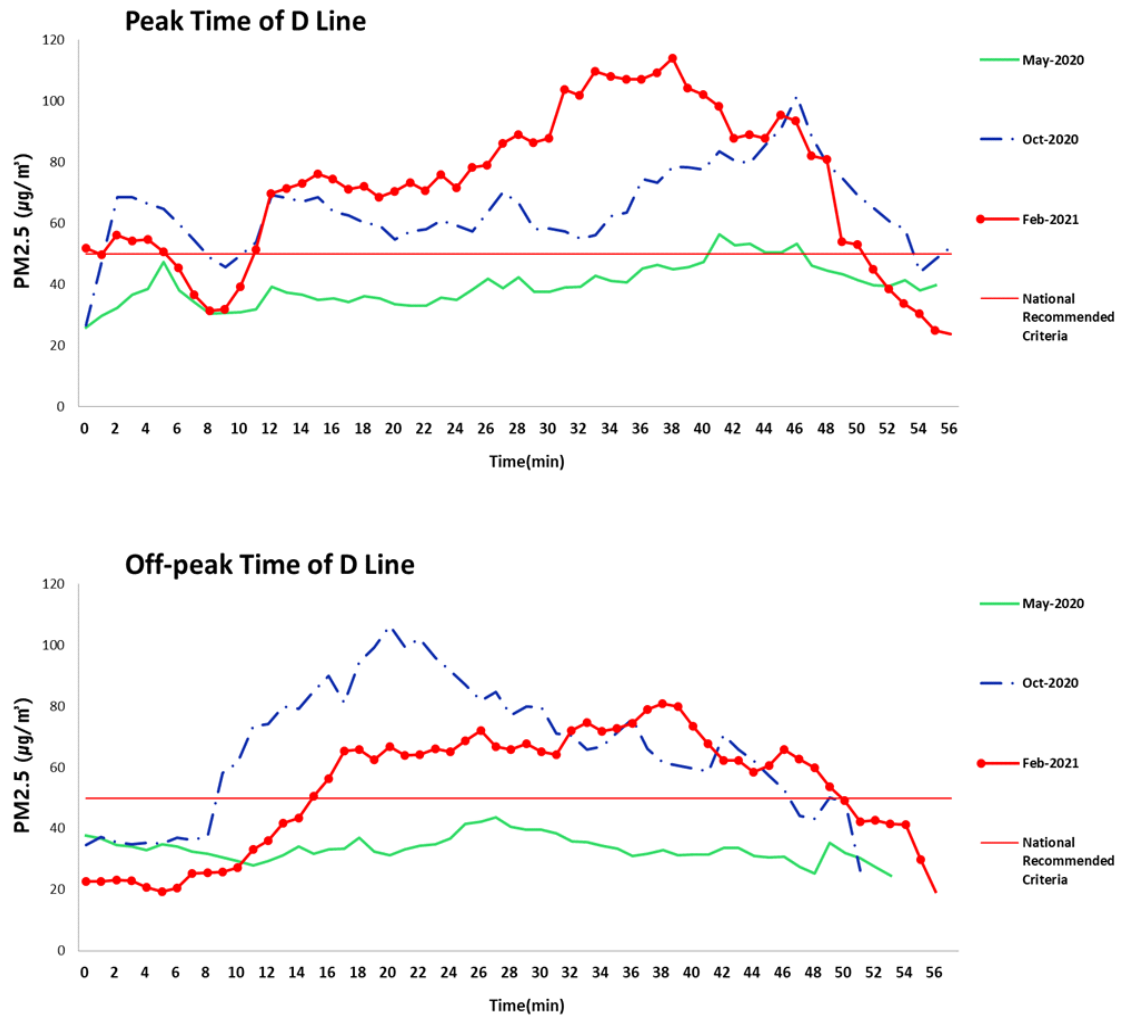 Peak Time of D Line
PM2.5 (µg/㎥)
120
100
80
60
40
20
0
0 2 4 6 8 10 12 14 16 18 20 22 24 26 28 30 32 34 36 38 40 42 44 46 48 50 52 54 56
Time(min)
May-2020
Oct-2020
Feb-2021
National
Recommended
Criteria
Off-peak Time of D Line
PM2.5 (µg/㎥)
120
100
80
60
40
20
0
0 2 4 6 8 10 12 14 16 18 20 22 24 26 28 30 32 34 36 38 40 42 44 46 48 50 52 54 56
Time(min)
May-2020
Oct-2020
Feb-2021
National
Recommended
Criteria